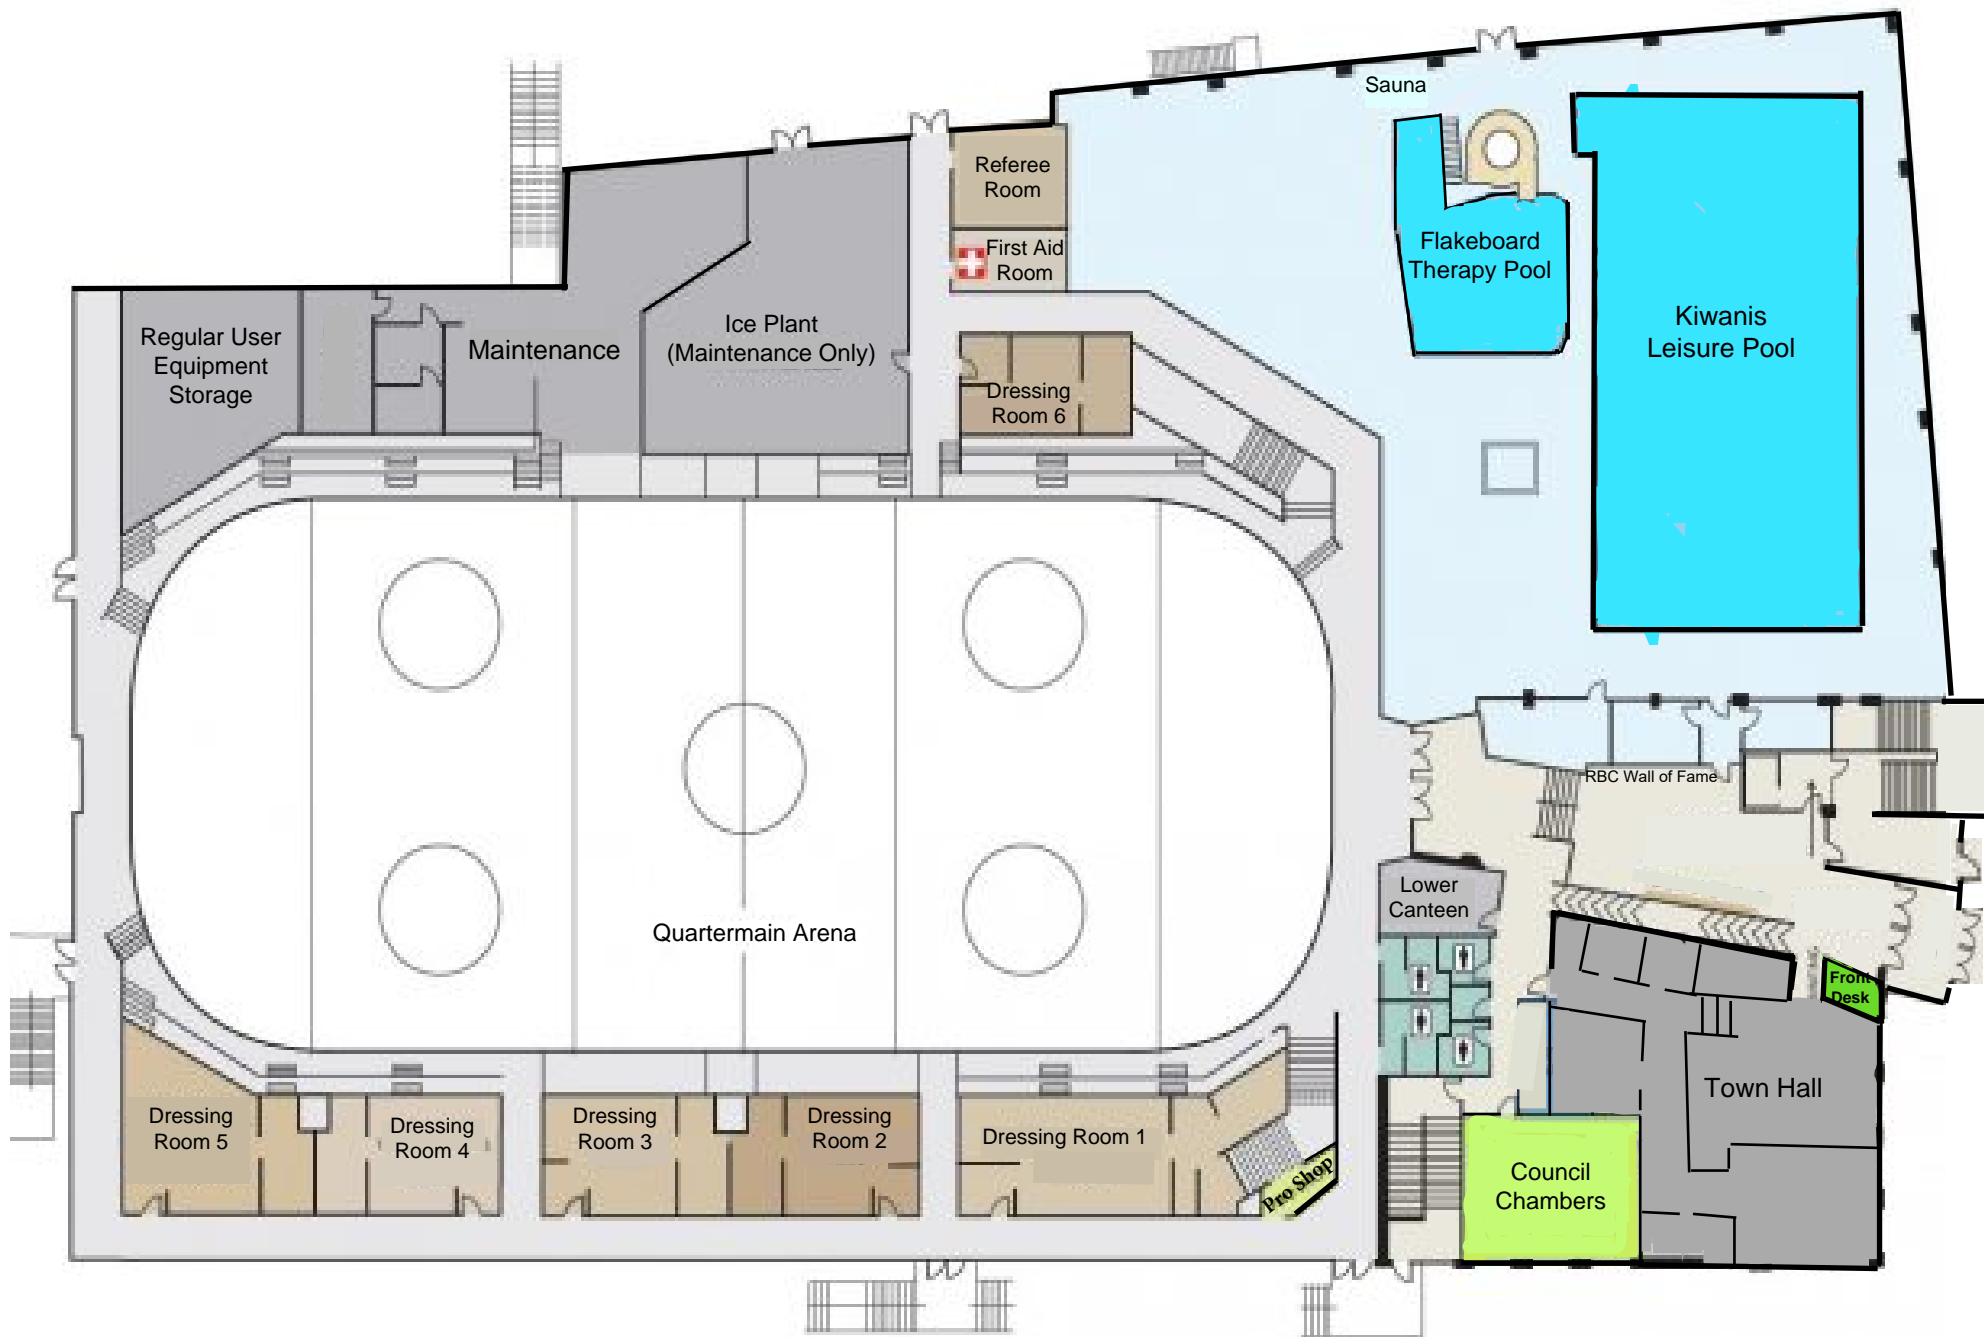 Sauna
Referee
Room
First Aid
Room
Flakeboard
Therapy Pool
Kiwanis
Leisure Pool
Regular User
Equipment
Storage
Maintenance
Ice Plant
(Maintenance Only)
Dressing
Room 6
RBC Wall of Fame
Lower
Canteen
Quartermain Arena
Front
Desk
Town Hall
Dressing
Room 5
Dressing
Room 4
Dressing
Room 3
Dressing
Room 2
Dressing Room 1
Pro Shop
Council
Chambers